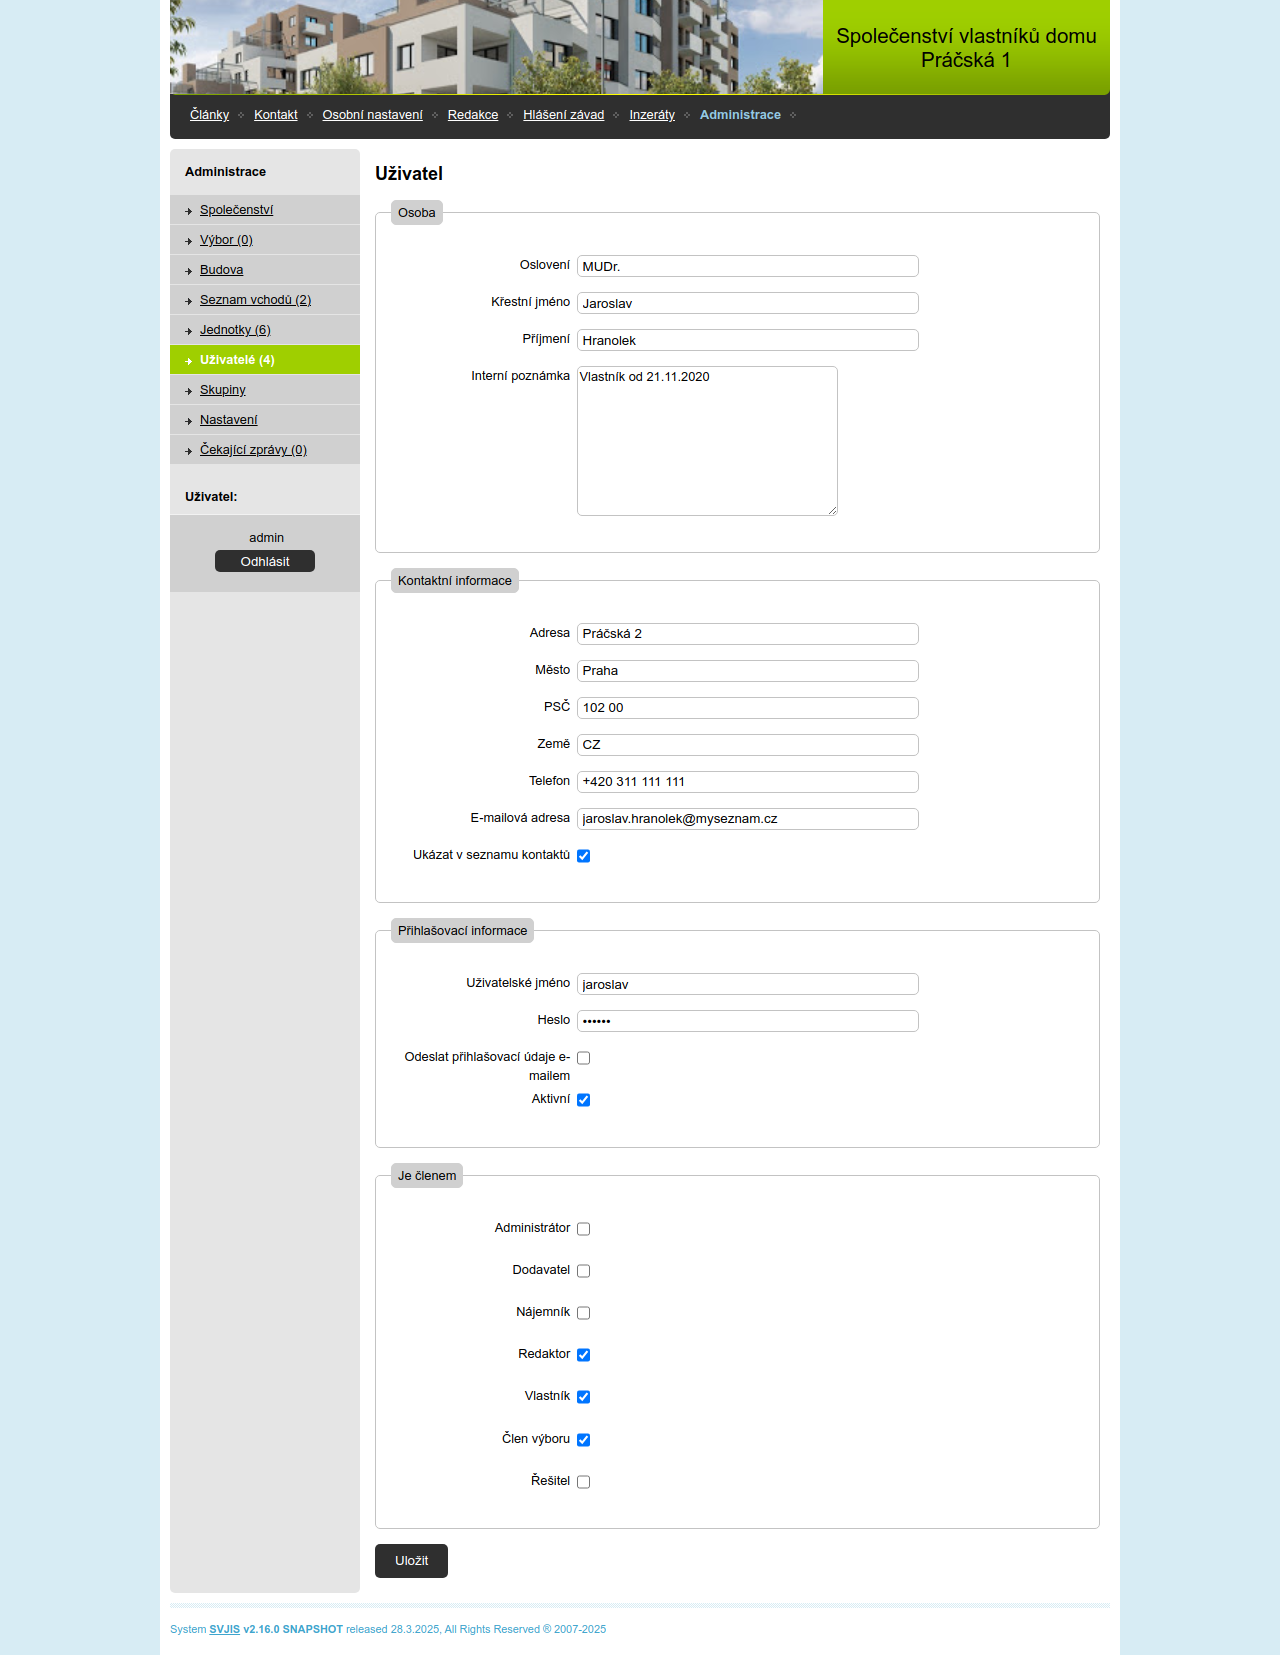 Společenství vlastníků domu
Práčská 1
Články Kontakt Osobní nastavení Redakce Hlášení závad Inzeráty Administrace
Administrace
Společenství
Výbor (0)
Budova
Seznam vchodů (2)
Jednotky (6)
Uživatelé (4)
Skupiny
Nastavení
Čekající zprávy (0)
Uživatel:
admin
Odhlásit
Uživatel
Osoba
Oslovení MUDr.
Křestní jméno Jaroslav
Příjmení Hranolek
Interní poznámka Vlastník od 21.11.2020
Kontaktní informace
Adresa Práčská 2
Město Praha
PSČ 102 00
Země CZ
Telefon +420 311 111 111
E-mailová adresa jaroslav.hranolek@myseznam.cz
Ukázat v seznamu kontaktů
Přihlašovací informace
Uživatelské jméno jaroslav
Heslo ••••••
Odeslat přihlašovací údaje e-
mailem
Aktivní
Je členem
Administrátor
Dodavatel
Nájemník
Redaktor
Vlastník
Člen výboru
Řešitel
Uložit
System SVJIS v2.16.0 SNAPSHOT released 28.3.2025, All Rights Reserved ® 2007-2025